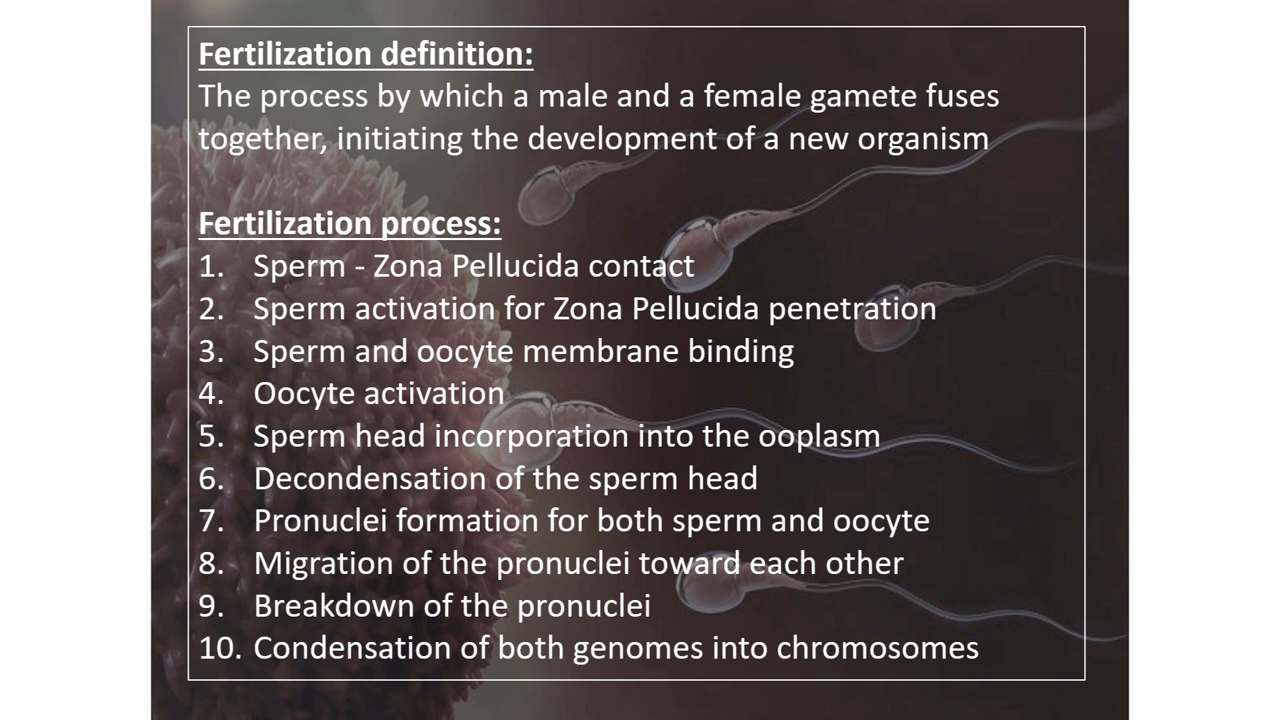 Fertilization definition:
The process by which a male and a female gamete fuses
together, initiating the development of a new organism
Fertilization process:
1. Sperm - Zona Pellucida contact
2. Sperm activation for Zona Pellucida penetration
3. Sperm and oocyte membrane binding
4. Oocyte activation
5. Sperm head incorporation into the ooplasm
6. Decondensation of the sperm head
7. Pronuclei formation for both sperm and oocyte
8. Migration of the pronuclei toward each other
9. Breakdown of the pronuclei
10. Condensation of both genomes into chromosomes